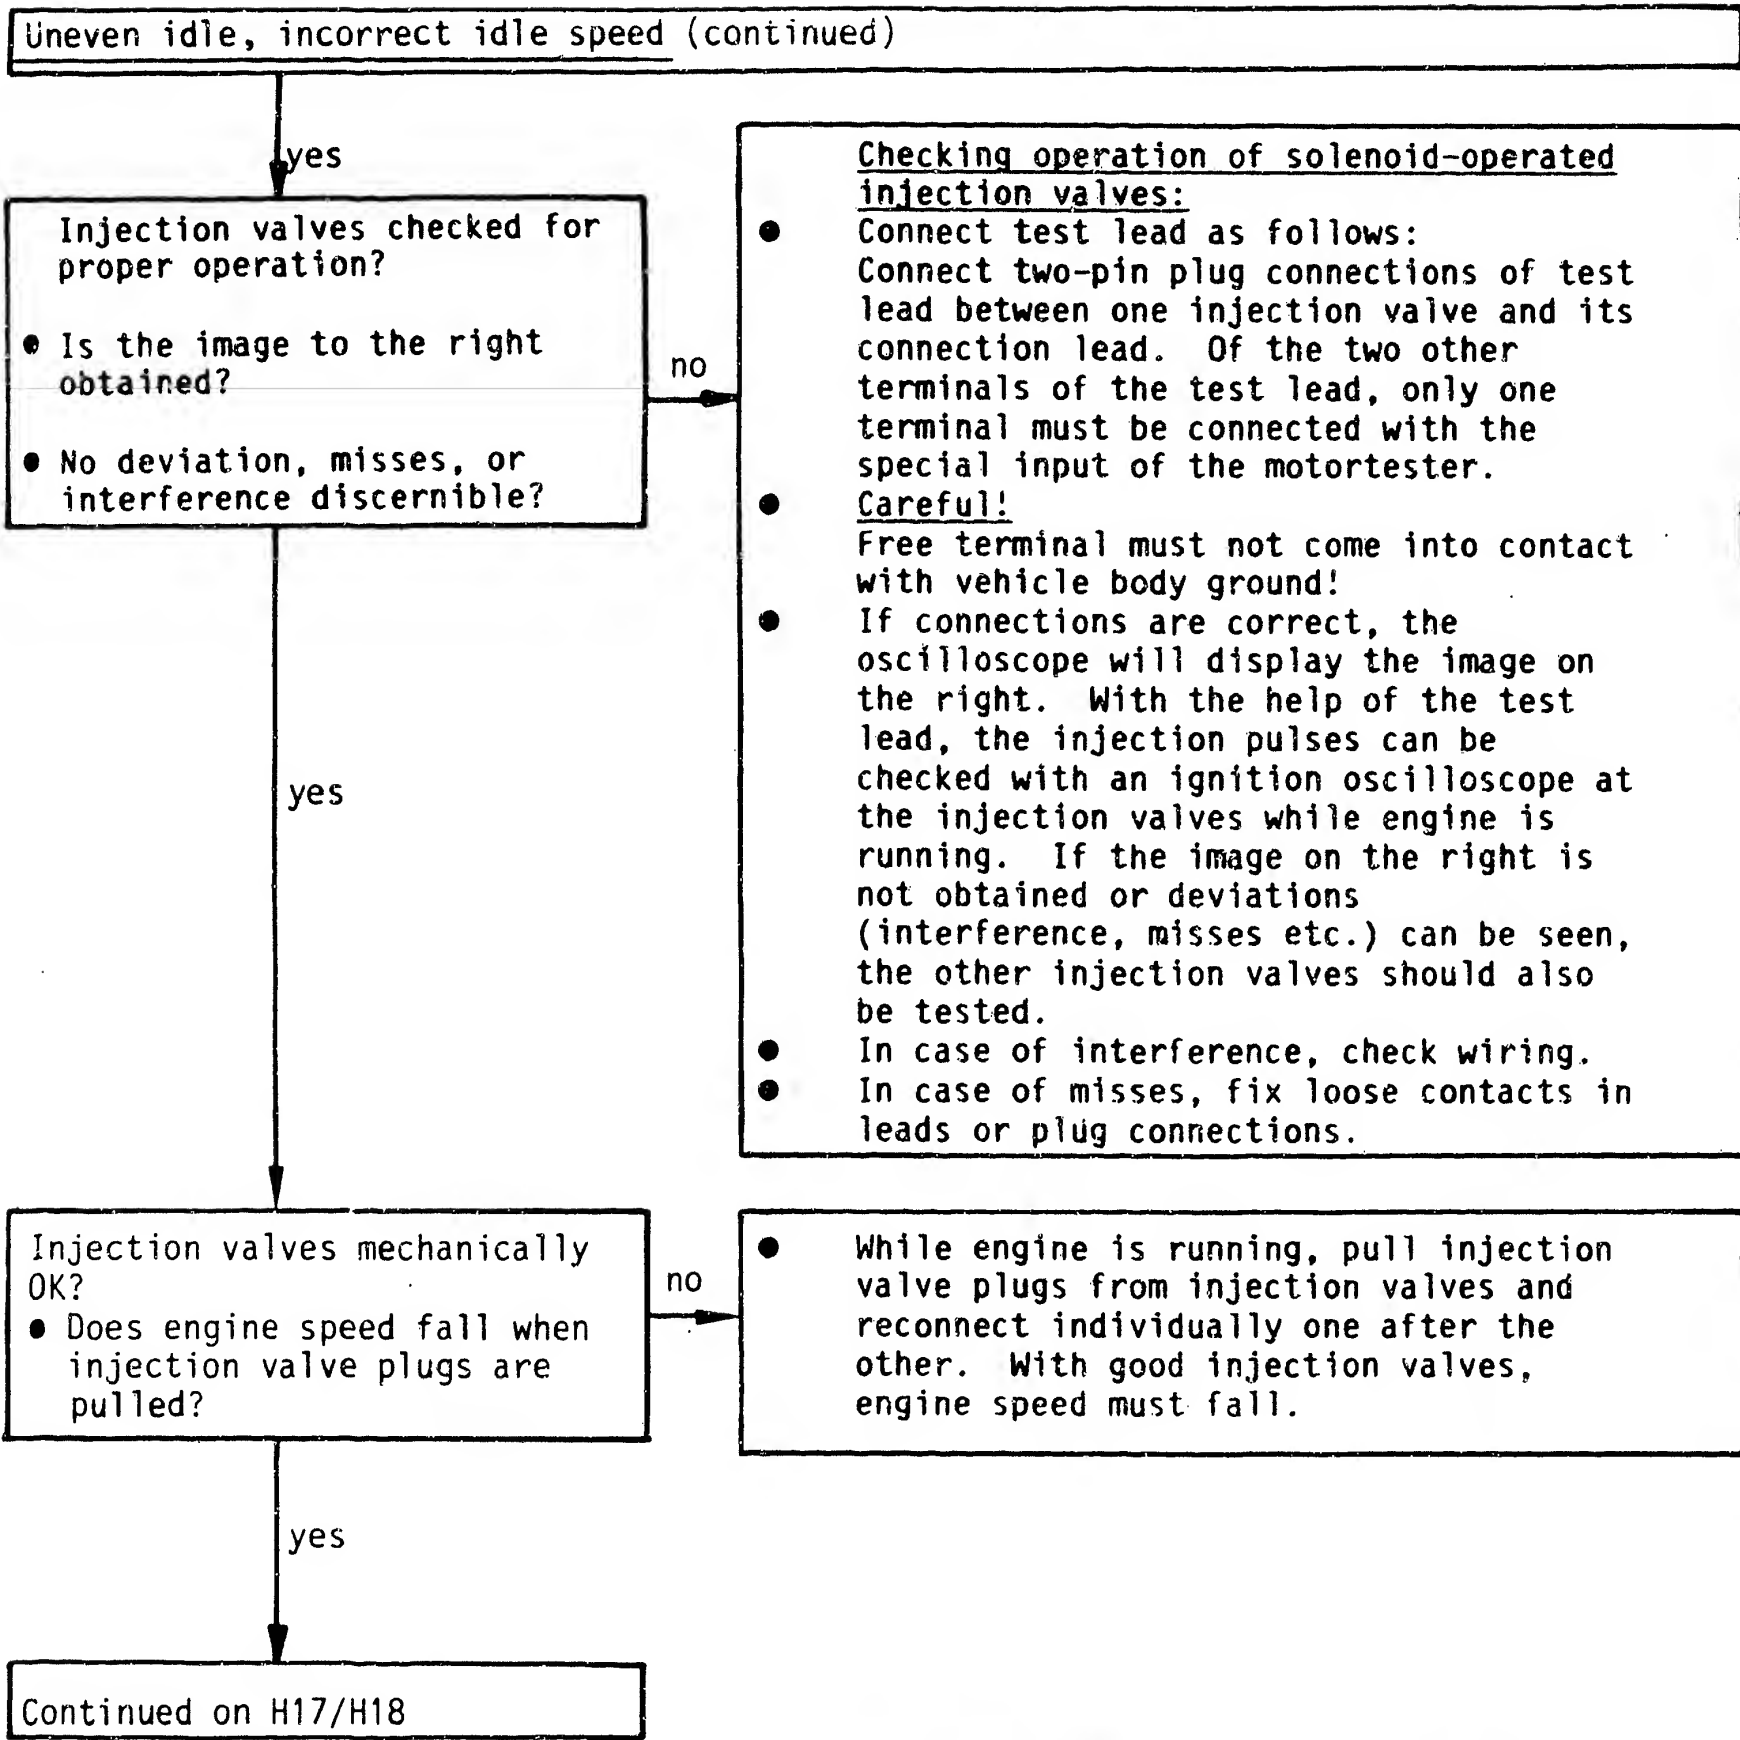 Uneven idle, incorrect idle speed (continued)
yes
Injection valves checked for
proper operation?
● Is the image to the right
obtained?
● No deviation, misses, or
interference discernible?
no
Checking operation of solenoid-operated
injection valves:
● Connect test lead as follows:
Connect two-pin plug connections of test
lead between one injection valve and its
connection lead. Of the two other
terminals of the test lead, only one
terminal must be connected with the
special input of the motortester.
● Careful!
Free terminal must not come into contact
with vehicle body ground!
● If connections are correct, the
oscilloscope will display the image on
the right. With the help of the test
lead, the injection pulses can be
checked with an ignition oscilloscope at
the injection valves while engine is
running. If the image on the right is
not obtained or deviations
(interference, misses etc.) can be seen,
the other injection valves should also
be tested.
● In case of interference, check wiring.
● In case of misses, fix loose contacts in
leads or plug connections.
yes
Injection valves mechanically
OK?
● Does engine speed fall when
injection valve plugs are
pulled?
no
● While engine is running, pull injection
valve plugs from injection valves and
reconnect individually one after the
other. With good injection valves,
engine speed must fall.
yes
Continued on H17/H18